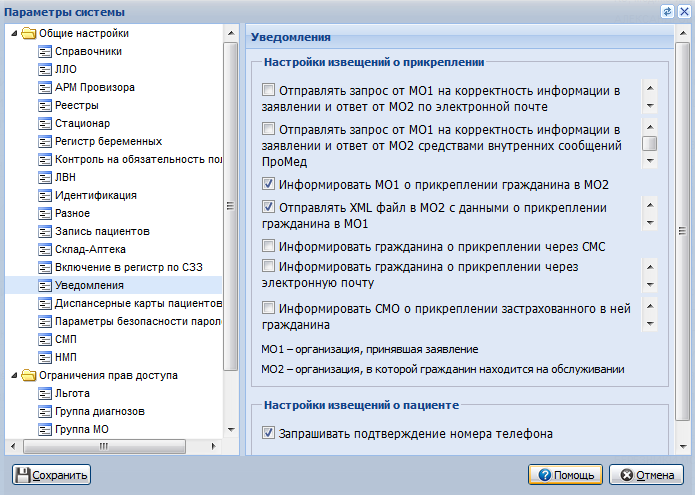 Параметры системы
Общие настройки
Справочники
ЛЛО
АРМ Провизора
Реестры
Стационар
Регистр беременных
Контроль на обязательность пол
ЛВН
Идентификация
Разное
Запись пациентов
Склад-Аптека
Включение в регистр по СЗЗ
Уведомления
Диспансерные карты пациентов
Параметры безопасности пароле
СМП
НМП
Ограничения прав доступа
Льгота
Группа диагнозов
Группа МО
Уведомления
Настройки извещений о прикреплении
Отправлять запрос от МО1 на корректность информации в
заявлении и ответ от МО2 по электронной почте
Отправлять запрос от МО1 на корректность информации в
заявлении и ответ от МО2 средствами внутренних сообщений
ПроМед
Информировать МО1 о прикреплении гражданина в МО2
Отправлять XML файл в МО2 с данными о прикреплении
гражданина в МО1
Информировать гражданина о прикреплении через СМС
Информировать гражданина о прикреплении через
электронную почту
Информировать СМО о прикреплении застрахованного в ней
гражданина
МО1 – организация, принявшая заявление
МО2 – организация, в которой гражданин находится на обслуживании
Настройки извещений о пациенте
Запрашивать подтверждение номера телефона
Сохранить
Помощь
Отмена